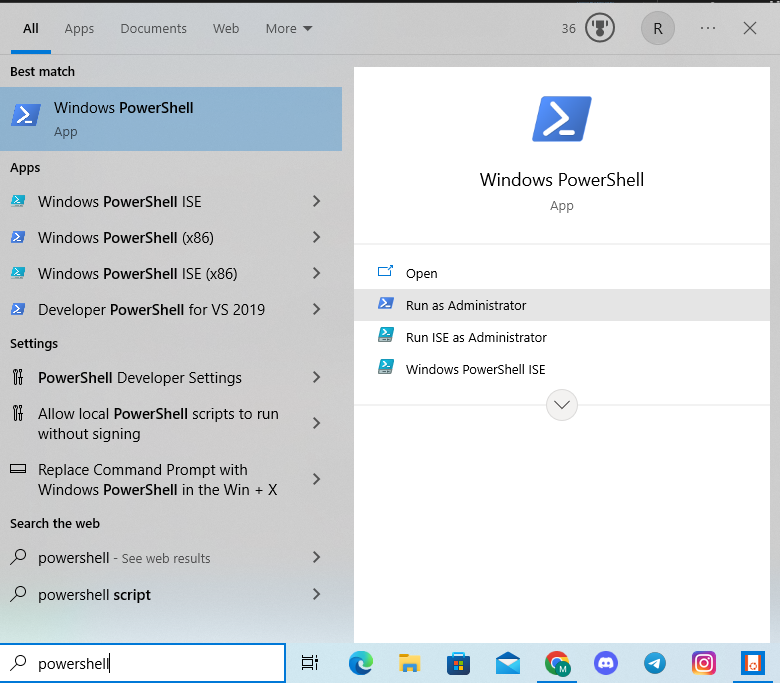 All Apps Documents Web More 36 R
Best match
Windows PowerShell
App
Apps
Windows PowerShell ISE
Windows PowerShell (x86)
Windows PowerShell ISE (x86)
Developer PowerShell for VS 2019
Settings
PowerShell Developer Settings
Allow local PowerShell scripts to run
without signing
Replace Command Prompt with
Windows PowerShell in the Win + X
Search the web
powershell - See web results
powershell script
powershell
Windows PowerShell
App
Open
Run as Administrator
Run ISE as Administrator
Windows PowerShell ISE
M